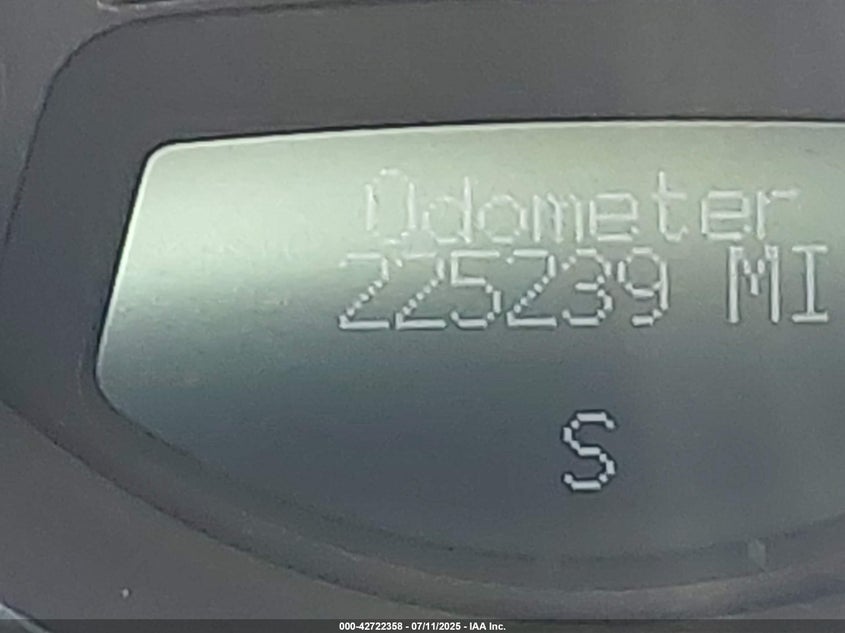 Odometer
225239 MI
S
000-42722358 - 07/11/2025 - IAA Inc.